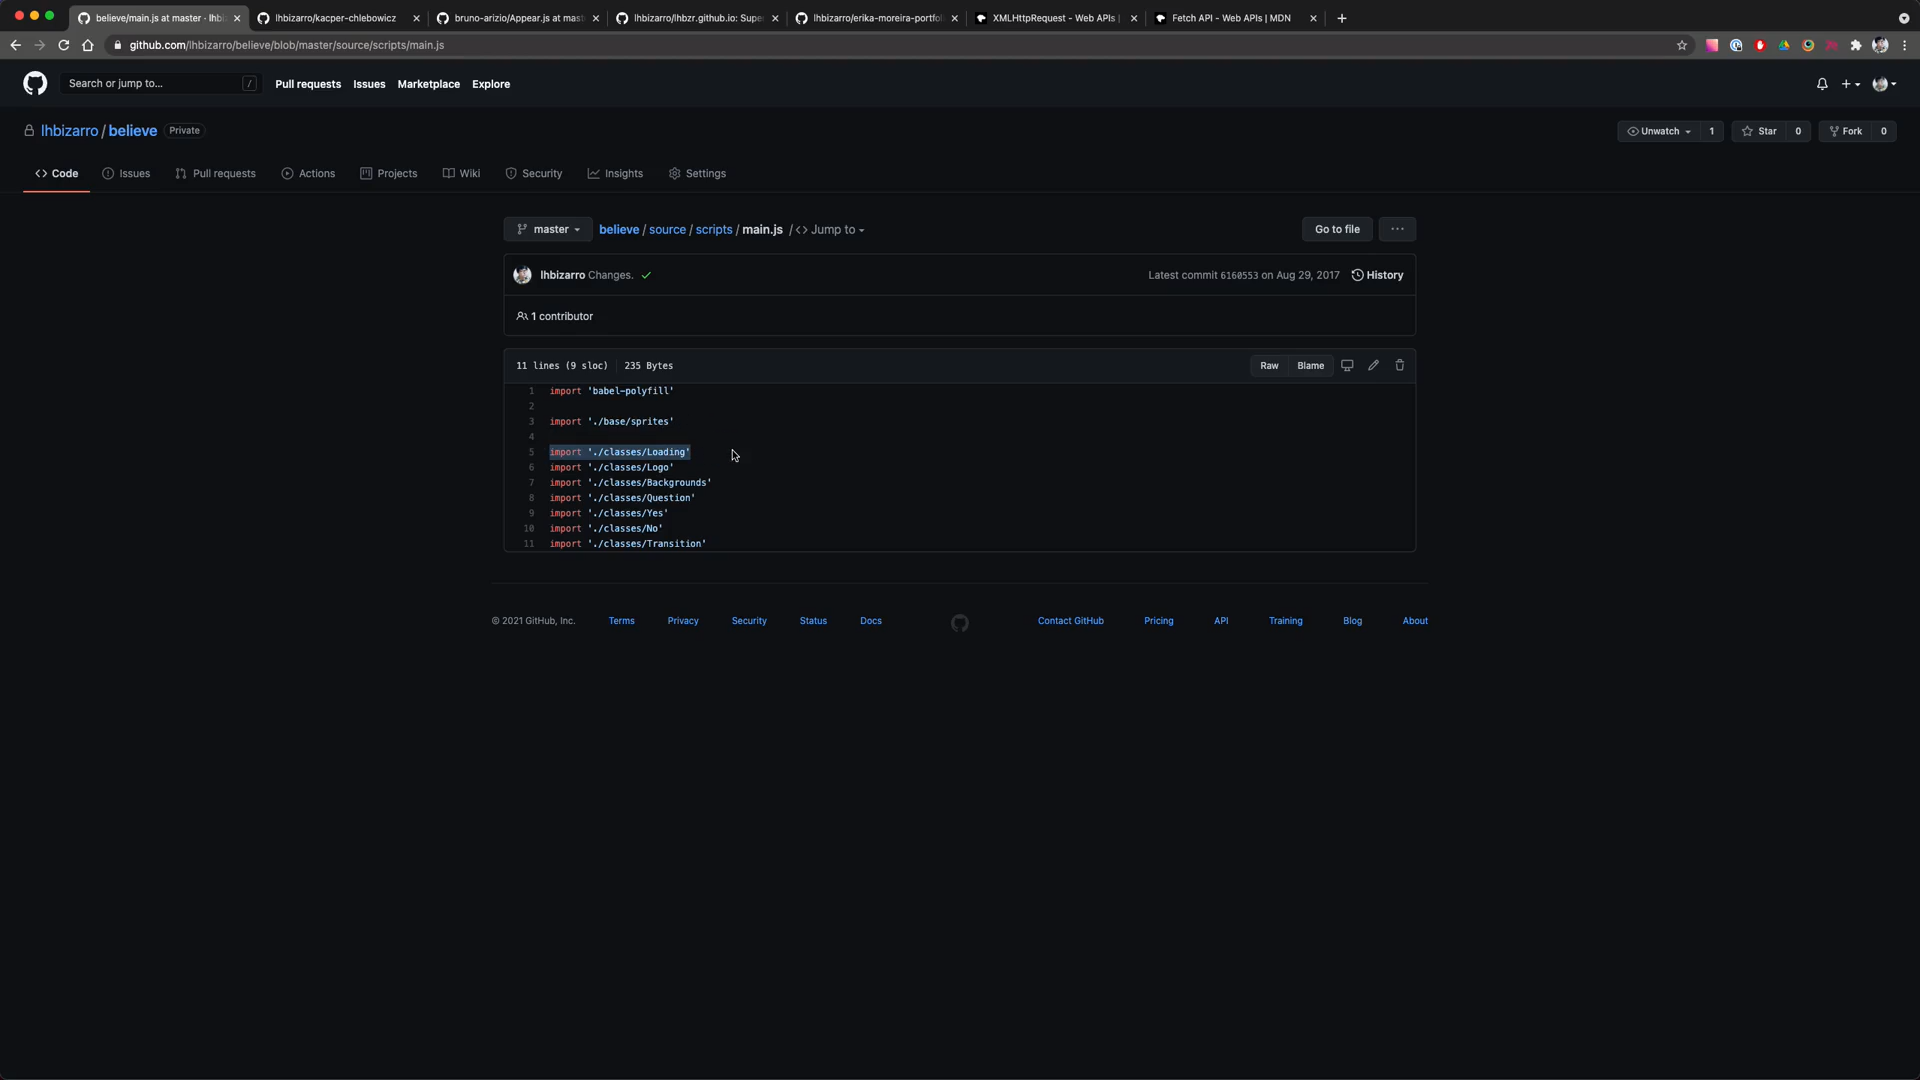 believe/main.js at master · lhbi
lhbizarro/kacper-chlebowicz
bruno-arizio/Appear.js at mast
lhbizarro/lhbzr.github.io: Supe
lhbizarro/erika-moreira-portfol
XMLHttpRequest - Web APIs |
Fetch API - Web APIs | MDN
github.com/lhbizarro/believe/blob/master/source/scripts/main.js
Search or jump to... /
Pull requests
Issues
Marketplace
Explore
lhbizarro / believe Private
Unwatch 1
Star 0
Fork 0
Code
Issues
Pull requests
Actions
Projects
Wiki
Security
Insights
Settings
master
believe / source / scripts / main.js / <> Jump to
Go to file
...
lhbizarro Changes.
Latest commit 6160553 on Aug 29, 2017
History
1 contributor
11 lines (9 sloc) 235 Bytes
Raw
Blame
1 import 'babel-polyfill'
2
3 import './base/sprites'
4
5 import './classes/Loading'
6 import './classes/Logo'
7 import './classes/Backgrounds'
8 import './classes/Question'
9 import './classes/Yes'
10 import './classes/No'
11 import './classes/Transition'
© 2021 GitHub, Inc.
Terms
Privacy
Security
Status
Docs
Contact GitHub
Pricing
API
Training
Blog
About